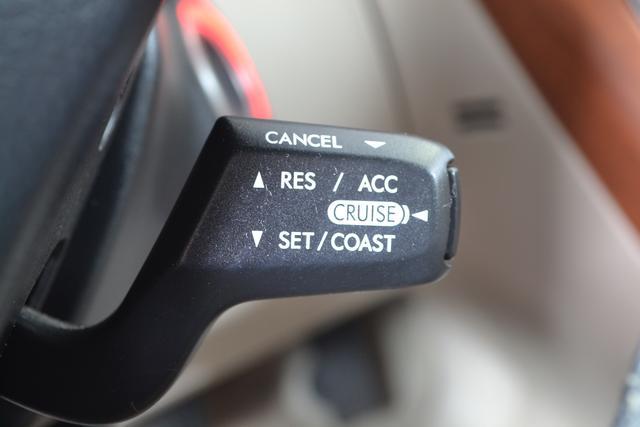 CANCEL
RES / ACC
CRUISE
SET/COAST